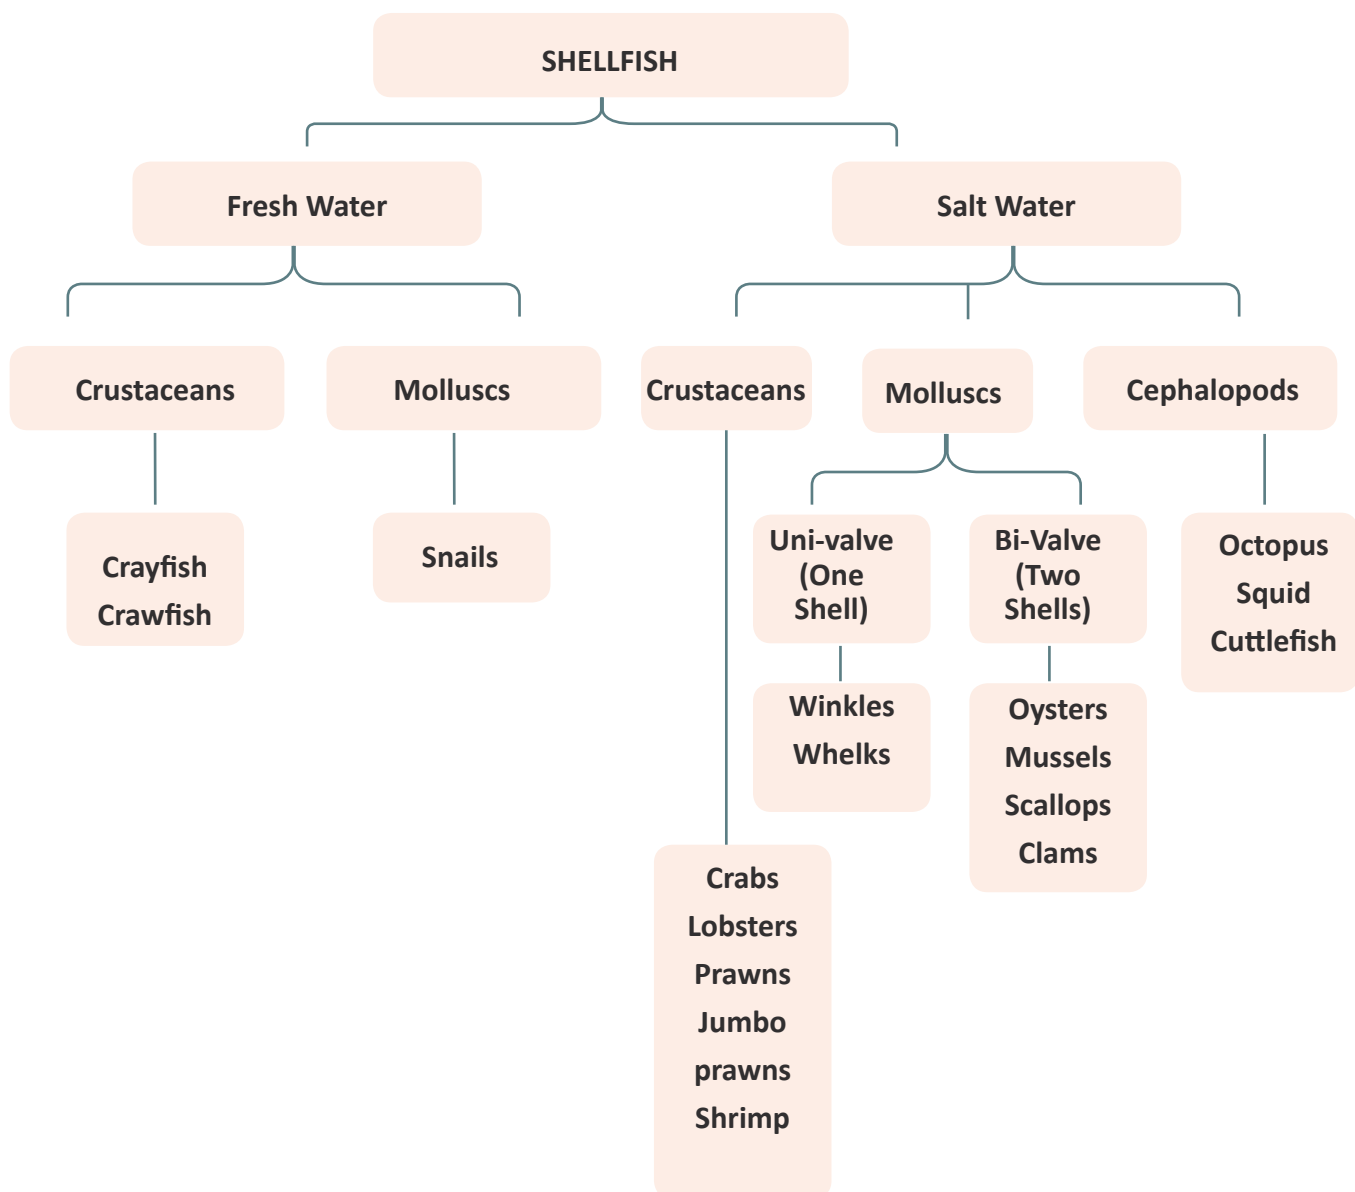 SHELLFISH
Fresh Water
Salt Water
Crustaceans
Molluscs
Crustaceans
Molluscs
Cephalopods
Crayfish
Crawfish
Snails
Uni-valve
(One
Shell)
Bi-Valve
(Two
Shells)
Octopus
Squid
Cuttlefish
Winkles
Whelks
Oysters
Mussels
Scallops
Clams
Crabs
Lobsters
Prawns
Jumbo
prawns
Shrimp